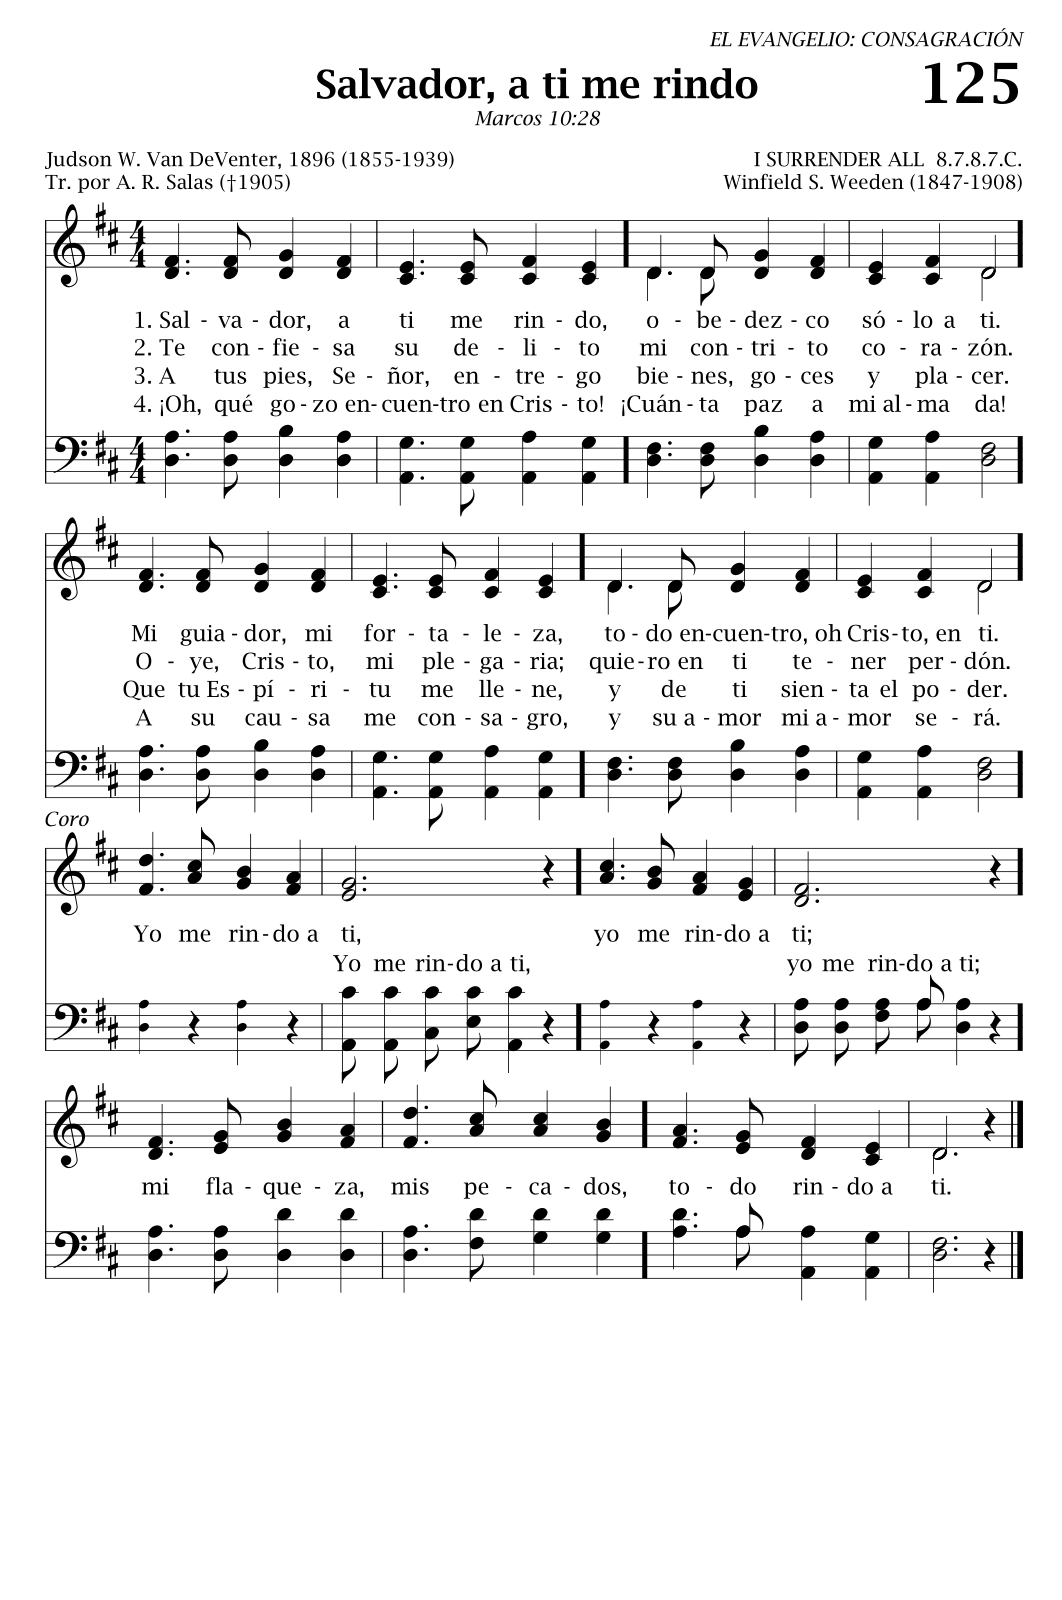 EL EVANGELIO: CONSAGRACIÓN
Salvador, a ti me rindo 125
Marcos 10:28
Judson W. Van DeVenter, 1896 (1855-1939) I SURRENDER ALL 8.7.8.7.C.
Tr. por A. R. Salas (†1905) Winfield S. Weeden (1847-1908)
1. Sal - va - dor, a ti me rin - do, o - be - dez - co só - lo a ti.
2. Te con - fie - sa su de - li - to mi con - tri - to co - ra - zón.
3. A tus pies, Se - ñor, en - tre - go bie - nes, go - ces y pla - cer.
4. ¡Oh, qué go - zo en - cuen - tro en Cris - to! ¡Cuán - ta paz a mi al - ma da!
Mi guia - dor, mi for - ta - le - za, to - do en - cuen - tro, oh Cris - to, en ti.
O - ye, Cris - to, mi ple - ga - ria; quie - ro en ti te - ner per - dón.
Que tu Es - pí - ri - tu me lle - ne, y de ti sien - ta el po - der.
A su cau - sa me con - sa - gro, y su a - mor mi a - mor se - rá.
Coro
Yo me rin - do a ti, yo me rin - do a ti;
Yo me rin - do a ti, yo me rin - do a ti;
mi fla - que - za, mis pe - ca - dos, to - do rin - do a ti.